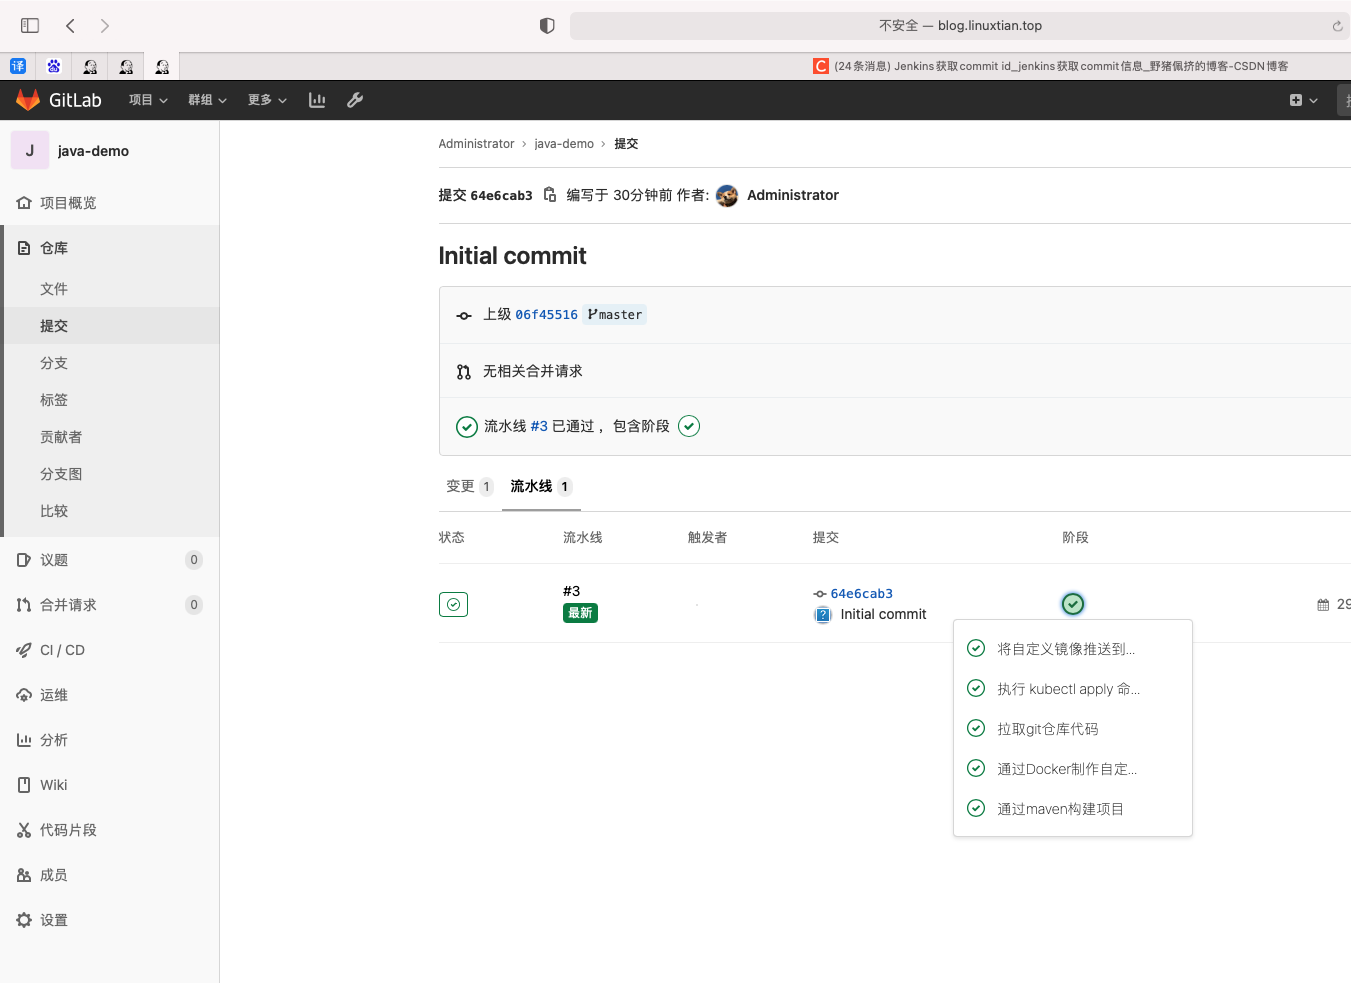 不安全 — blog.linuxtian.top
译
(24条消息) Jenkins获取commit id_jenkins获取commit信息_野猪佩挤的博客-CSDN博客
GitLab 项目 群组 更多
J java-demo
项目概览
仓库
文件
提交
分支
标签
贡献者
分支图
比较
议题 0
合并请求 0
CI / CD
运维
分析
Wiki
代码片段
成员
设置
Administrator › java-demo › 提交
提交 64e6cab3 编写于 30分钟前 作者: Administrator
Initial commit
上级 06f45516 master
无相关合并请求
流水线 #3 已通过， 包含阶段
变更 1 流水线 1
状态 流水线 触发者 提交 阶段
#3 64e6cab3 29
最新 Initial commit
将自定义镜像推送到...
执行 kubectl apply 命...
拉取git仓库代码
通过Docker制作自定...
通过maven构建项目